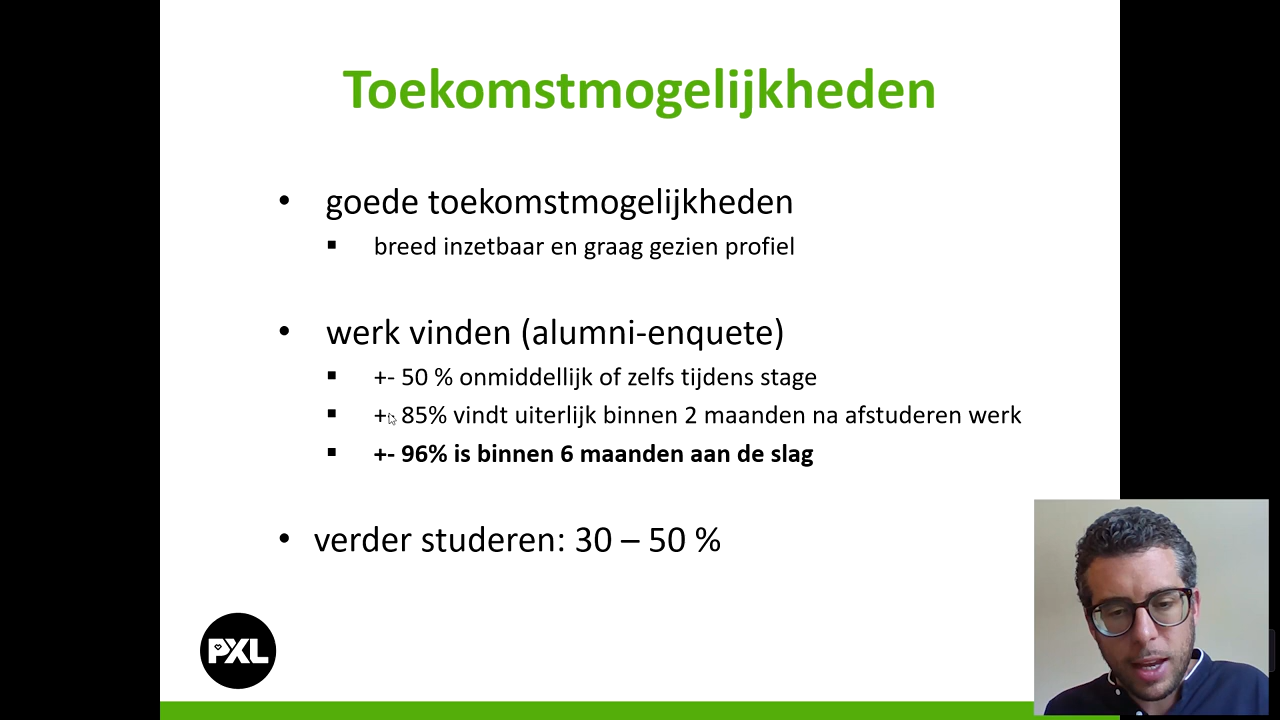 Toekomstmogelijkheden
• goede toekomstmogelijkheden
▪ breed inzetbaar en graag gezien profiel
• werk vinden (alumni-enquete)
▪ +- 50 % onmiddellijk of zelfs tijdens stage
▪ +- 85% vindt uiterlijk binnen 2 maanden na afstuderen werk
▪ +- 96% is binnen 6 maanden aan de slag
• verder studeren: 30 – 50 %
PXL